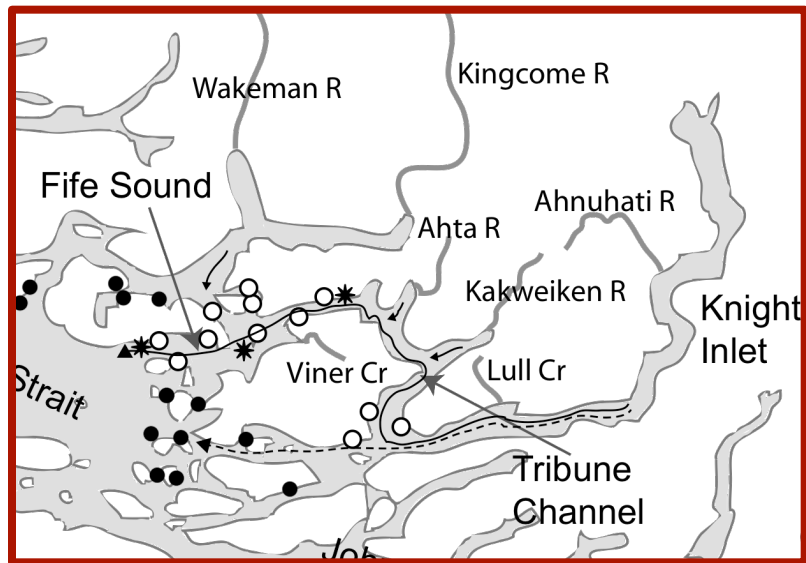 Wakeman R
Kingcome R
Fife Sound
Ahnuhati R
Ahta R
Kakweiken R
Knight
Inlet
Viner Cr
Lull Cr
Strait
Tribune
Channel